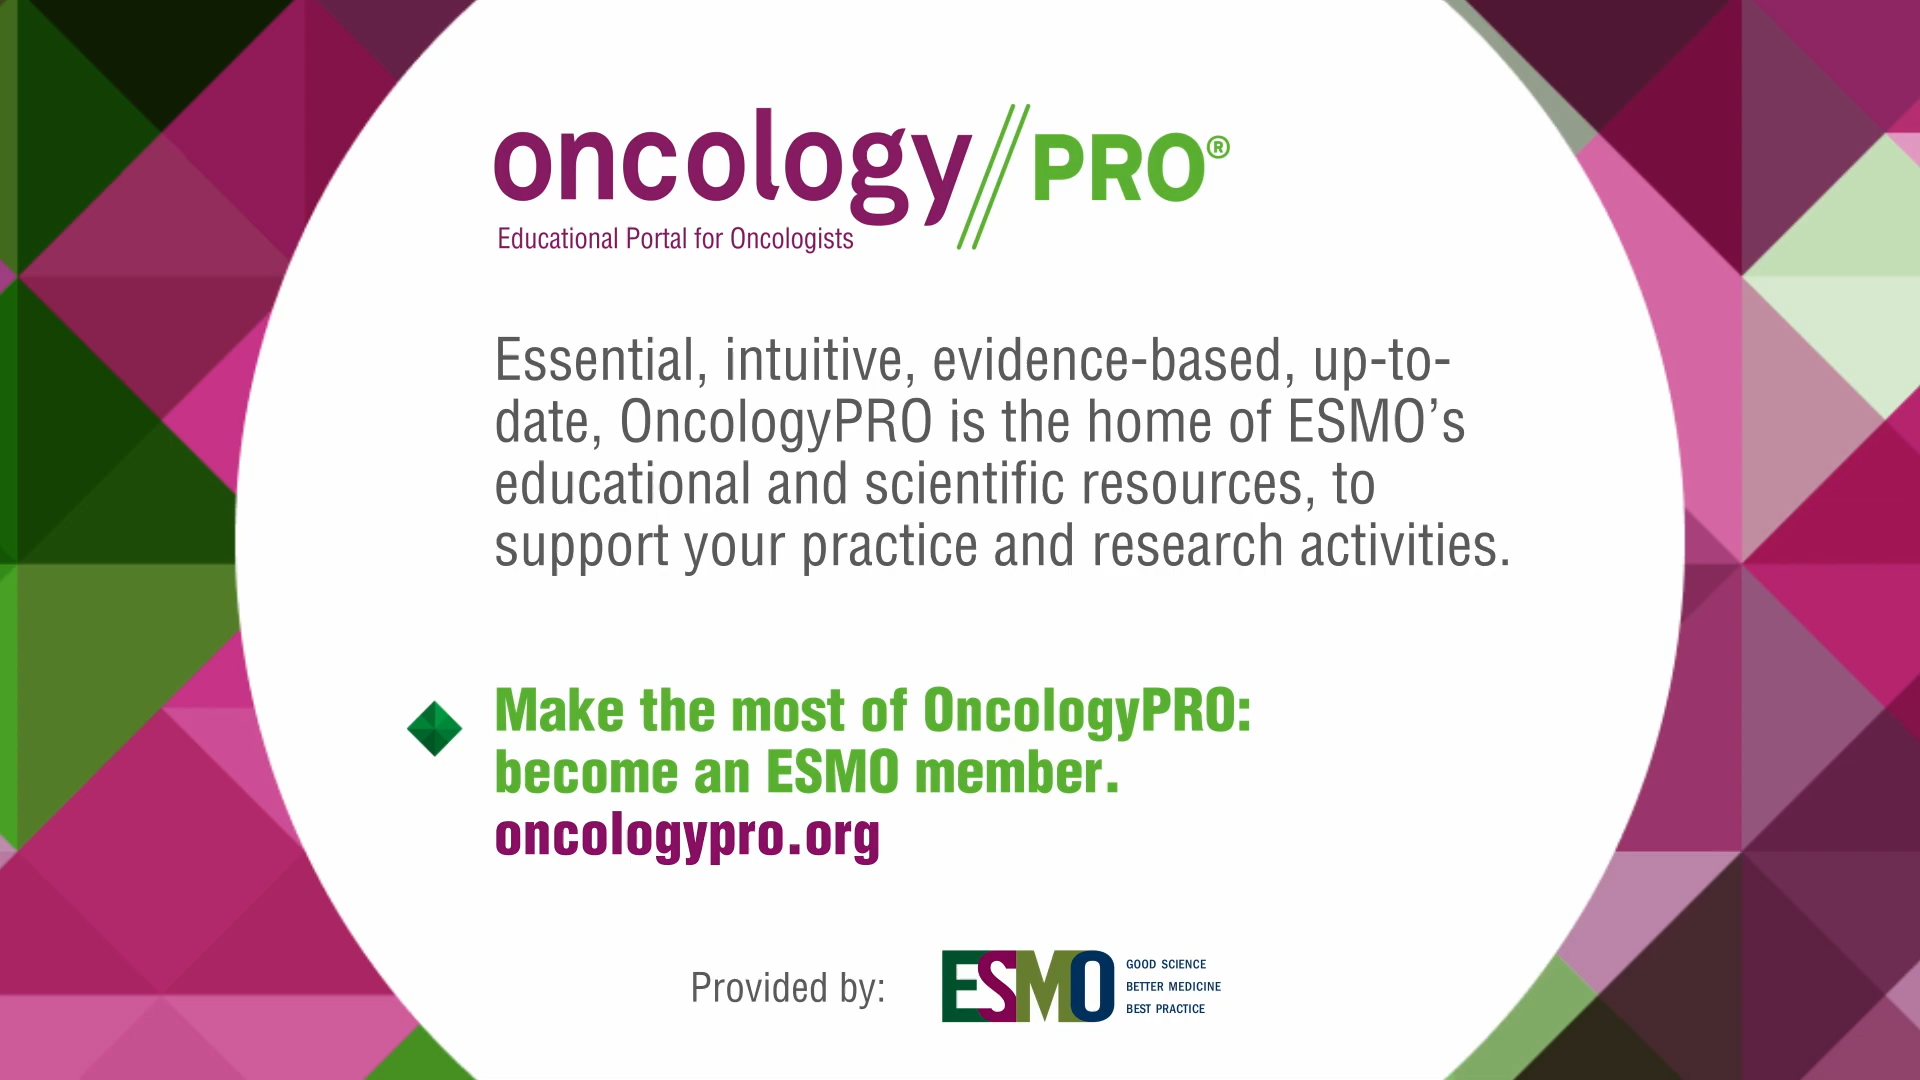 oncology//PRO®
Educational Portal for Oncologists
Essential, intuitive, evidence-based, up-to-
date, OncologyPRO is the home of ESMO’s
educational and scientific resources, to
support your practice and research activities.
Make the most of OncologyPRO:
become an ESMO member.
oncologypro.org
Provided by:
ESMO
GOOD SCIENCE
BETTER MEDICINE
BEST PRACTICE